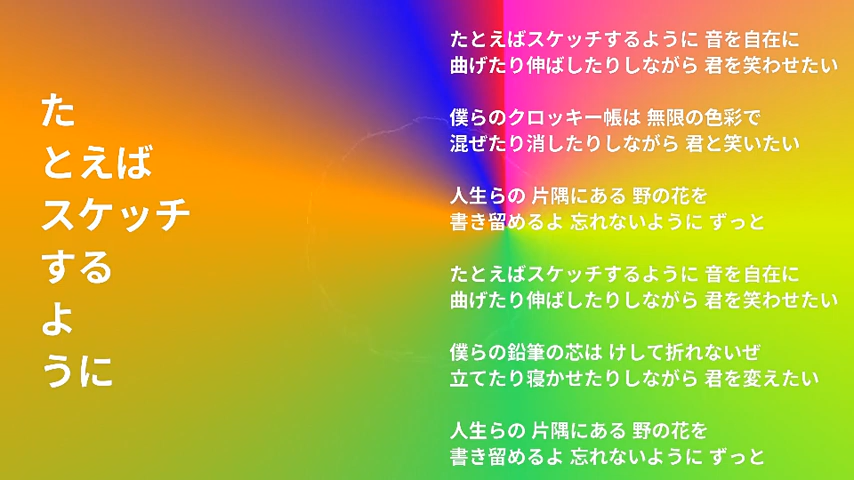 た
とえば
スケッチ
する
よ
うに
たとえばスケッチするように 音を自在に
曲げたり伸ばしたりしながら 君を笑わせたい
僕らのクロッキー帳は 無限の色彩で
混ぜたり消したりしながら 君と笑いたい
人生らの 片隅にある 野の花を
書き留めるよ 忘れないように ずっと
たとえばスケッチするように 音を自在に
曲げたり伸ばしたりしながら 君を笑わせたい
僕らの鉛筆の芯は けして折れないぜ
立てたり寝かせたりしながら 君を変えたい
人生らの 片隅にある 野の花を
書き留めるよ 忘れないように ずっと